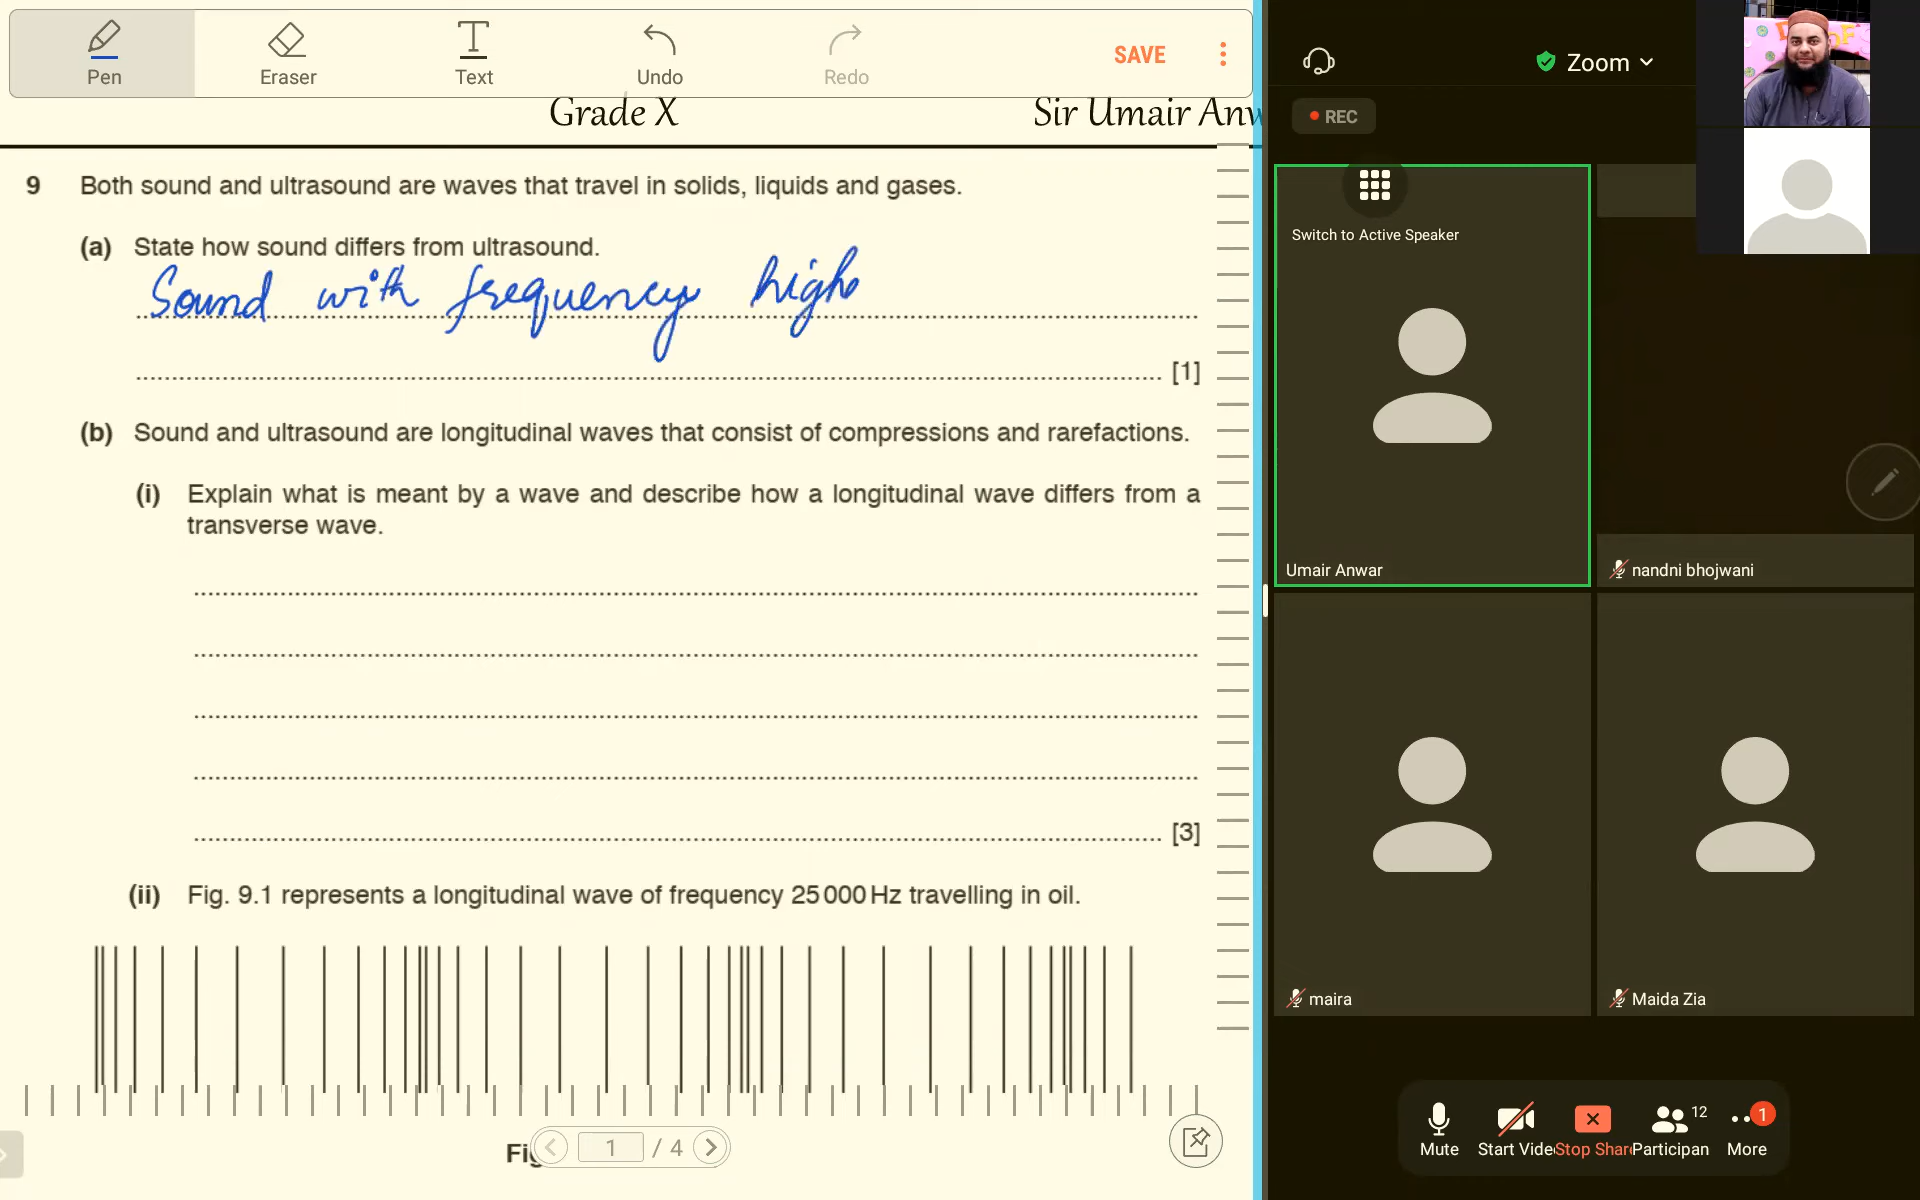 Pen
Eraser
Text
Undo
Redo
SAVE
Grade X
Sir Umair Anw
9 Both sound and ultrasound are waves that travel in solids, liquids and gases.
(a) State how sound differs from ultrasound.
Sound with frequency high
[1]
(b) Sound and ultrasound are longitudinal waves that consist of compressions and rarefactions.
(i) Explain what is meant by a wave and describe how a longitudinal wave differs from a
transverse wave.
[3]
(ii) Fig. 9.1 represents a longitudinal wave of frequency 25 000 Hz travelling in oil.
Fig
1 / 4
Zoom
REC
Switch to Active Speaker
Umair Anwar
nandni bhojwani
maira
Maida Zia
12
1
Mute
Start Vide
Stop Shar
Participan
More